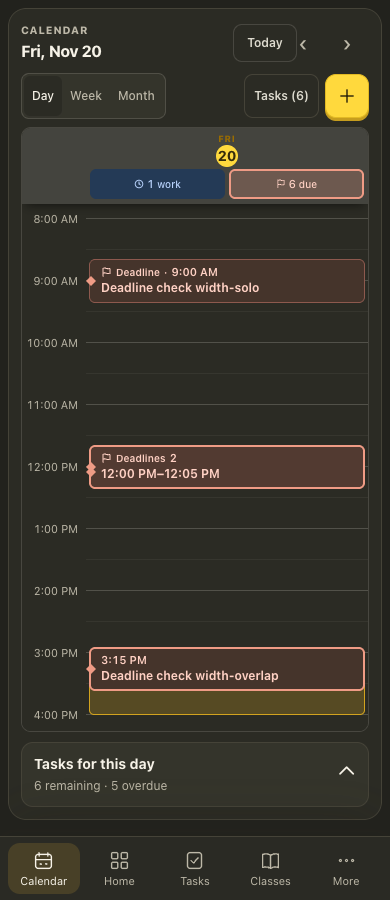 CALENDAR
Fri, Nov 20
Today
Day Week Month
Tasks (6)
FRI
20
1 work
6 due
8:00 AM
Deadline · 9:00 AM
9:00 AM
Deadline check width-solo
10:00 AM
11:00 AM
Deadlines 2
12:00 PM
12:00 PM–12:05 PM
1:00 PM
2:00 PM
3:00 PM
3:15 PM
Deadline check width-overlap
4:00 PM
Tasks for this day
6 remaining · 5 overdue
Calendar Home Tasks Classes More